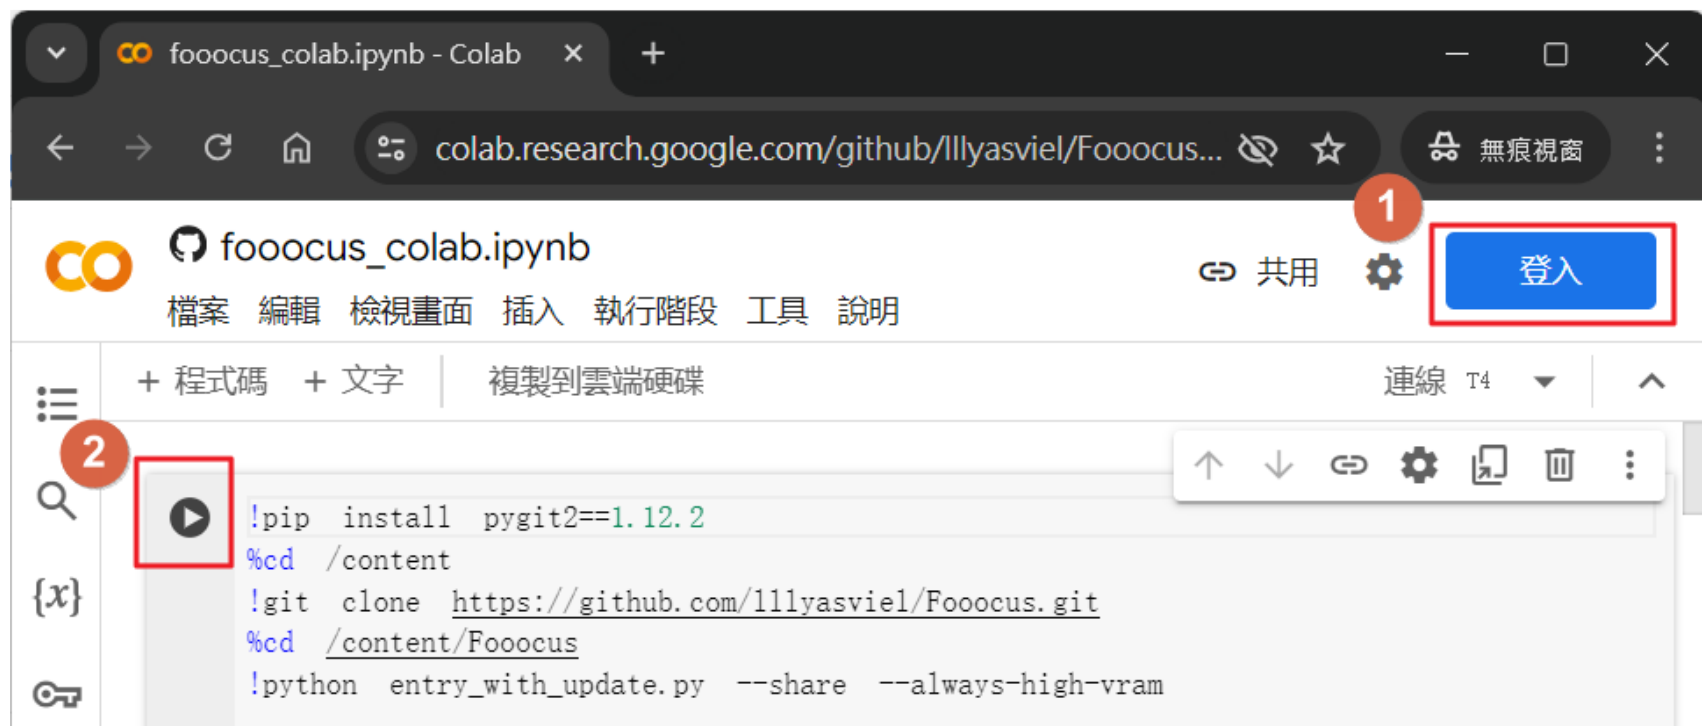 fooocus_colab.ipynb - Colab
colab.research.google.com/github/lllyasviel/Fooocus...
無痕視窗
1
fooocus_colab.ipynb
共用
登入
檔案 編輯 檢視畫面 插入 執行階段 工具 說明
+ 程式碼 + 文字 複製到雲端硬碟
連線 T4
2
!pip install pygit2==1.12.2
%cd /content
!git clone https://github.com/lllyasviel/Fooocus.git
%cd /content/Fooocus
!python entry_with_update.py --share --always-high-vram
{x}